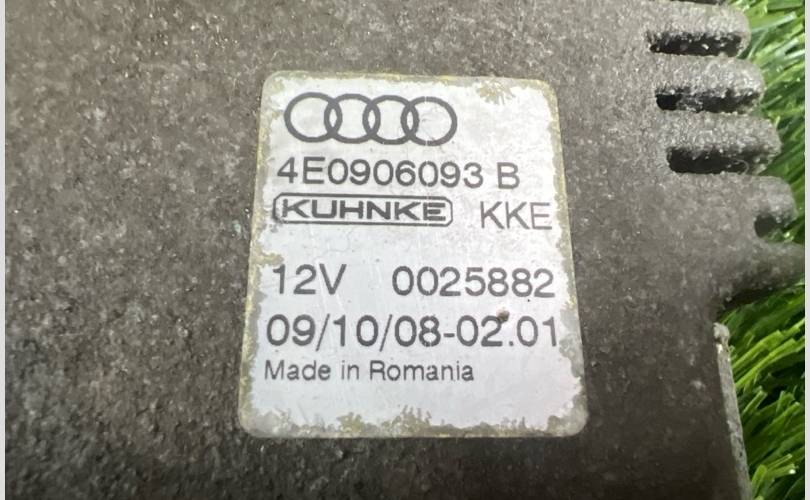 4E0906093 B
KUHNKE KKE
12V 0025882
09/10/08-02.01
Made in Romania